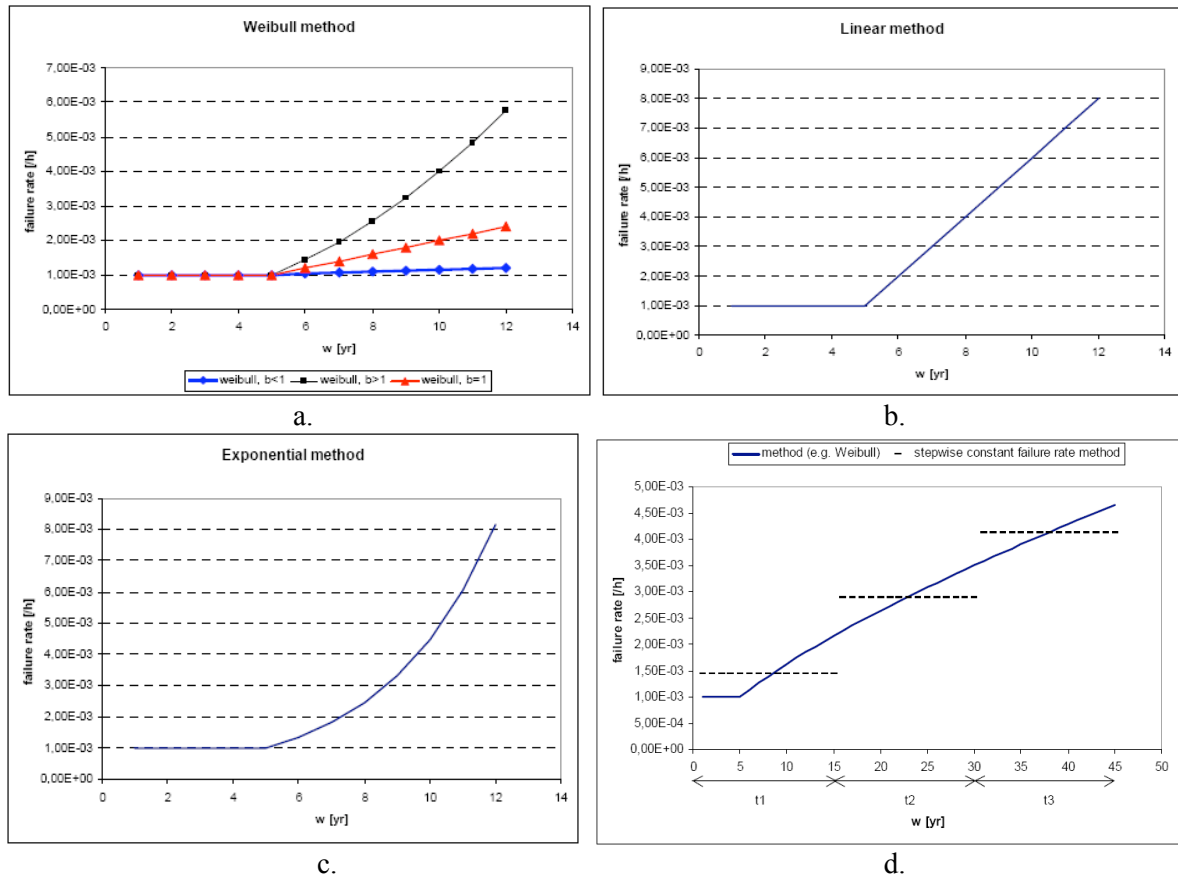 Weibull method
7,00E-03
6,00E-03
5,00E-03
4,00E-03
3,00E-03
2,00E-03
1,00E-03
0,00E+00
failure rate [/h]
0 2 4 6 8 10 12 14
w [yr]
weibull, b<1 weibull, b>1 weibull, b=1
a.
Linear method
9,00E-03
8,00E-03
7,00E-03
6,00E-03
5,00E-03
4,00E-03
3,00E-03
2,00E-03
1,00E-03
0,00E+00
failure rate [/h]
0 2 4 6 8 10 12 14
w [yr]
b.
Exponential method
9,00E-03
8,00E-03
7,00E-03
6,00E-03
5,00E-03
4,00E-03
3,00E-03
2,00E-03
1,00E-03
0,00E+00
failure rate [/h]
0 2 4 6 8 10 12 14
w [yr]
c.
method (e.g. Weibull) stepwise constant failure rate method
5,00E-03
4,50E-03
4,00E-03
3,50E-03
3,00E-03
2,50E-03
2,00E-03
1,50E-03
1,00E-03
5,00E-04
0,00E+00
failure rate [/h]
0 5 10 15 20 25 30 35 40 45 50
t1 t2 t3
w [yr]
d.